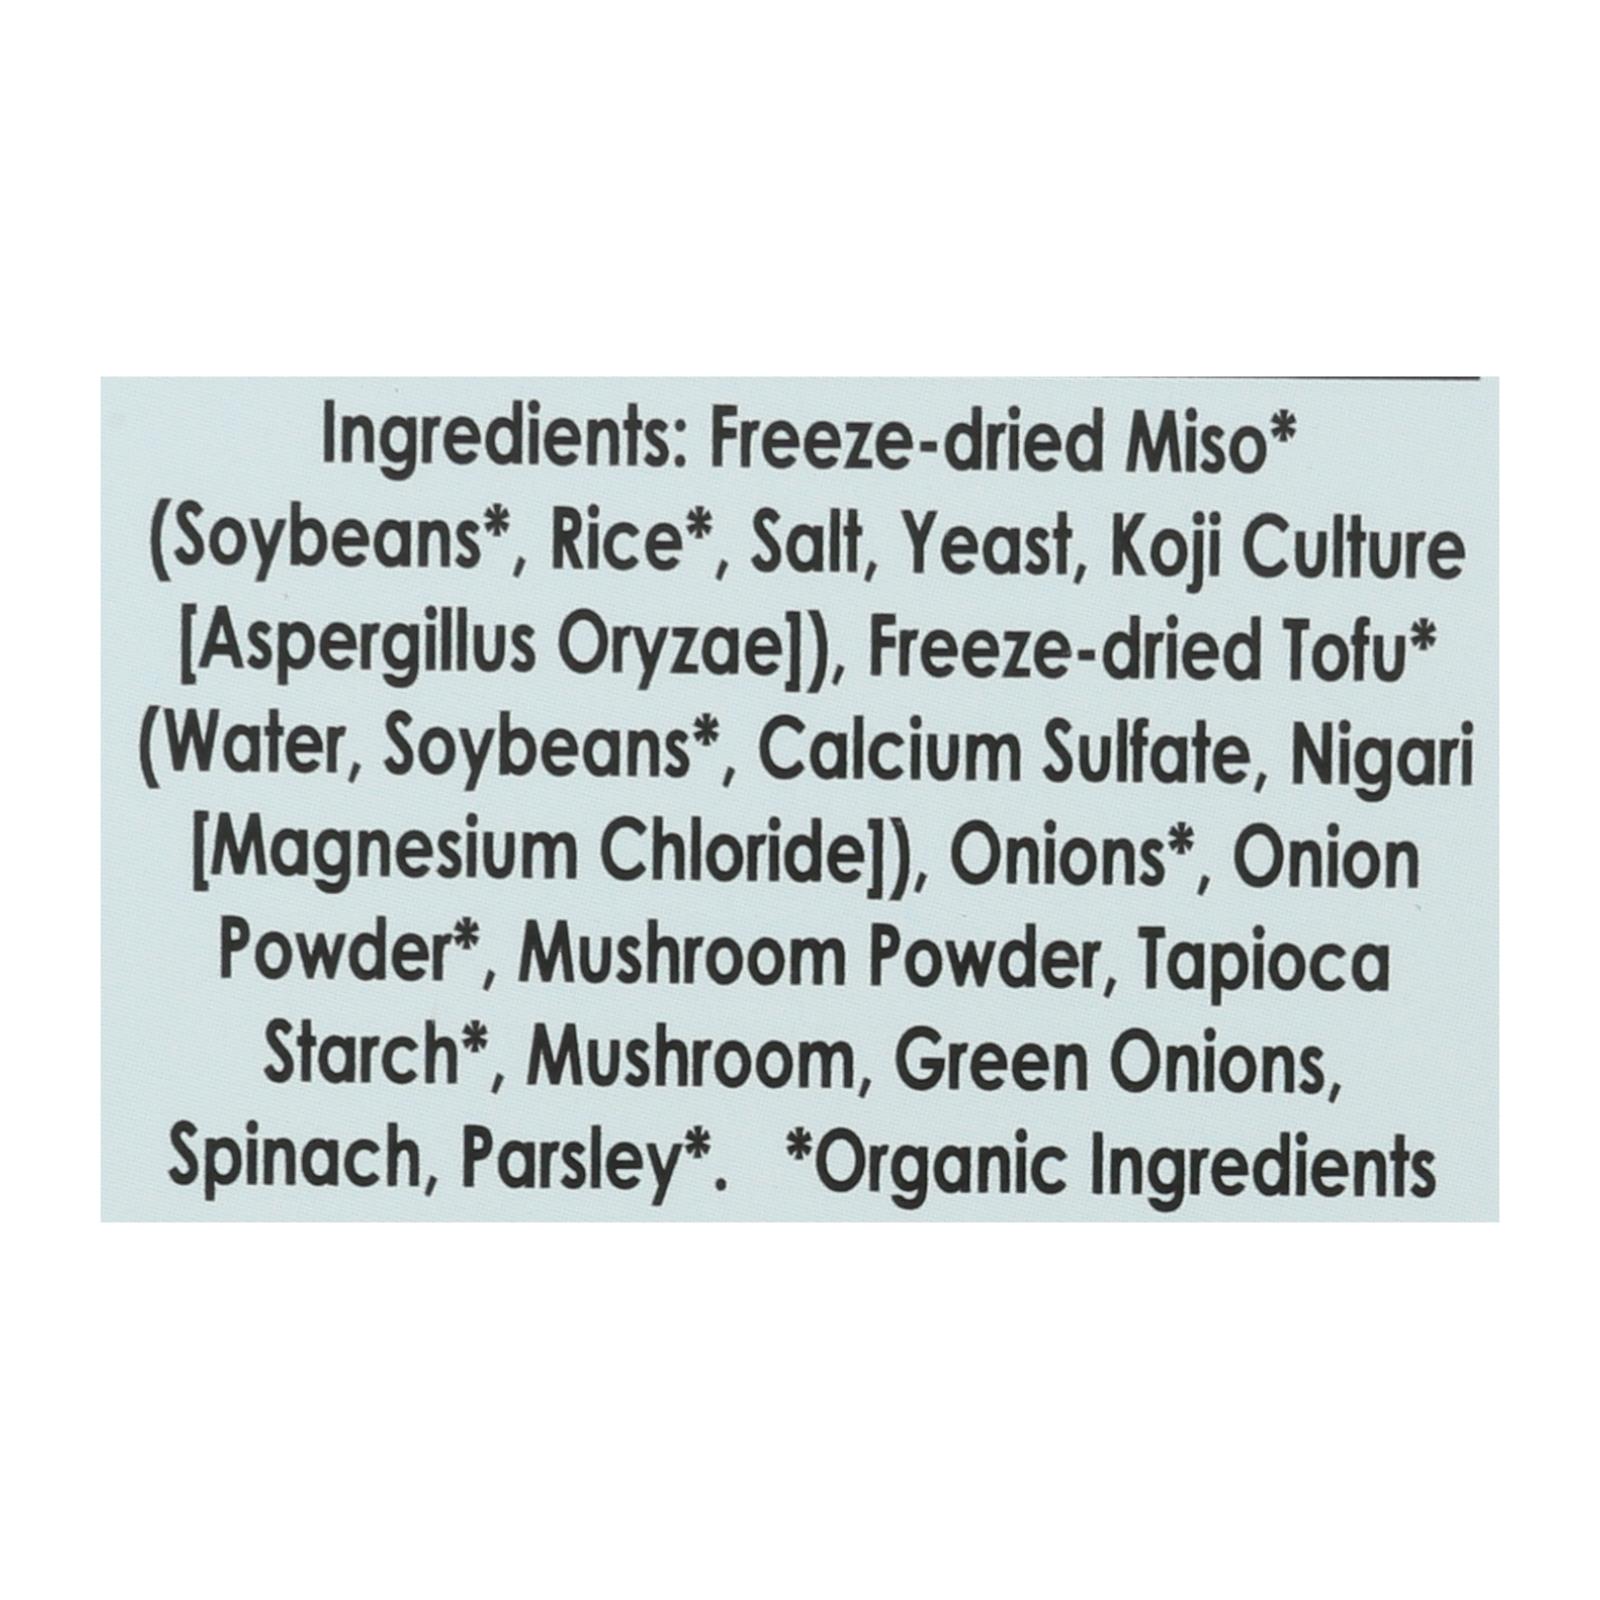 Ingredients: Freeze-dried Miso*
(Soybeans*, Rice*, Salt, Yeast, Koji Culture
[Aspergillus Oryzae]), Freeze-dried Tofu*
(Water, Soybeans*, Calcium Sulfate, Nigari
[Magnesium Chloride]), Onions*, Onion
Powder*, Mushroom Powder, Tapioca
Starch*, Mushroom, Green Onions,
Spinach, Parsley*. *Organic Ingredients